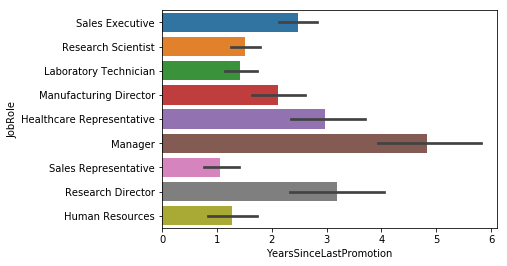 Sales Executive
Research Scientist
Laboratory Technician
Manufacturing Director
Healthcare Representative
Manager
Sales Representative
Research Director
Human Resources
JobRole
0 1 2 3 4 5 6
YearsSinceLastPromotion